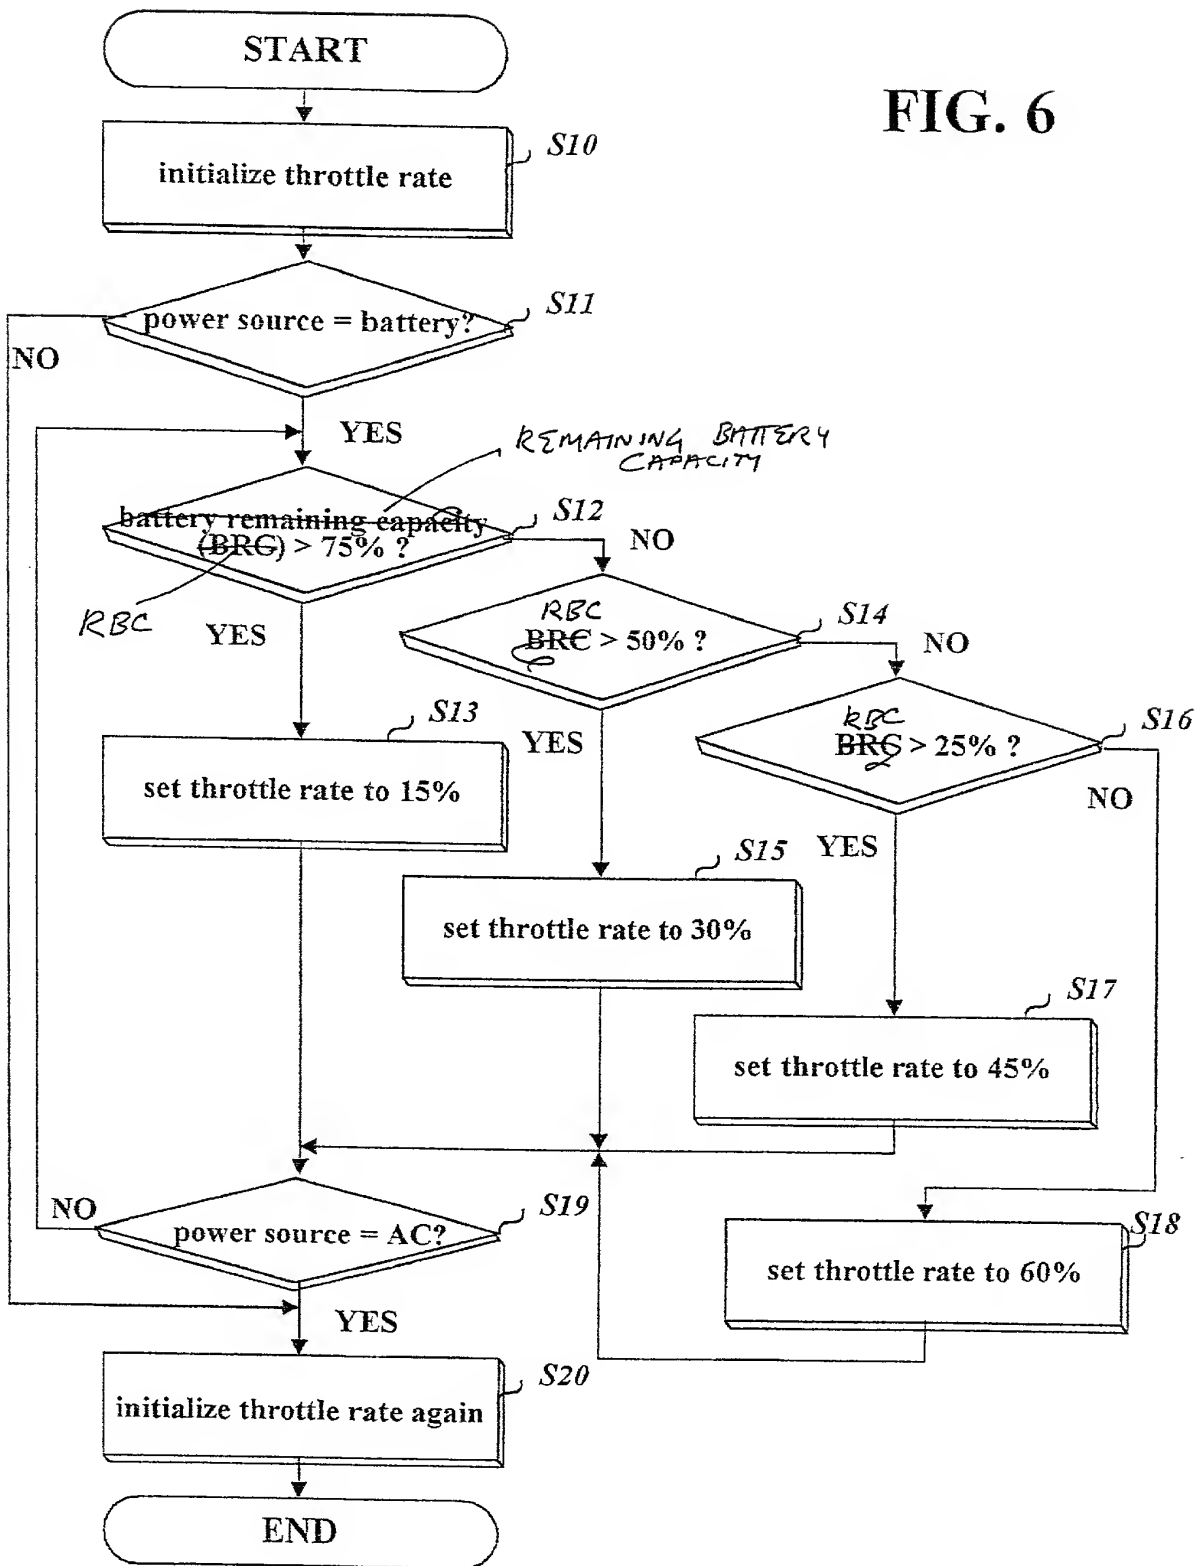 START
FIG. 6
S10
initialize throttle rate
S11
power source = battery?
NO
YES
REMAINING BATTERY
CAPACITY
battery remaining capacity
(BRC) > 75% ?
S12
NO
RBC
YES
RBC
BRC > 50% ?
S14
NO
S13
set throttle rate to 15%
YES
RBC
BRC > 25% ?
S16
NO
S15
YES
set throttle rate to 30%
S17
set throttle rate to 45%
NO
S19
power source = AC?
S18
set throttle rate to 60%
YES
S20
initialize throttle rate again
END